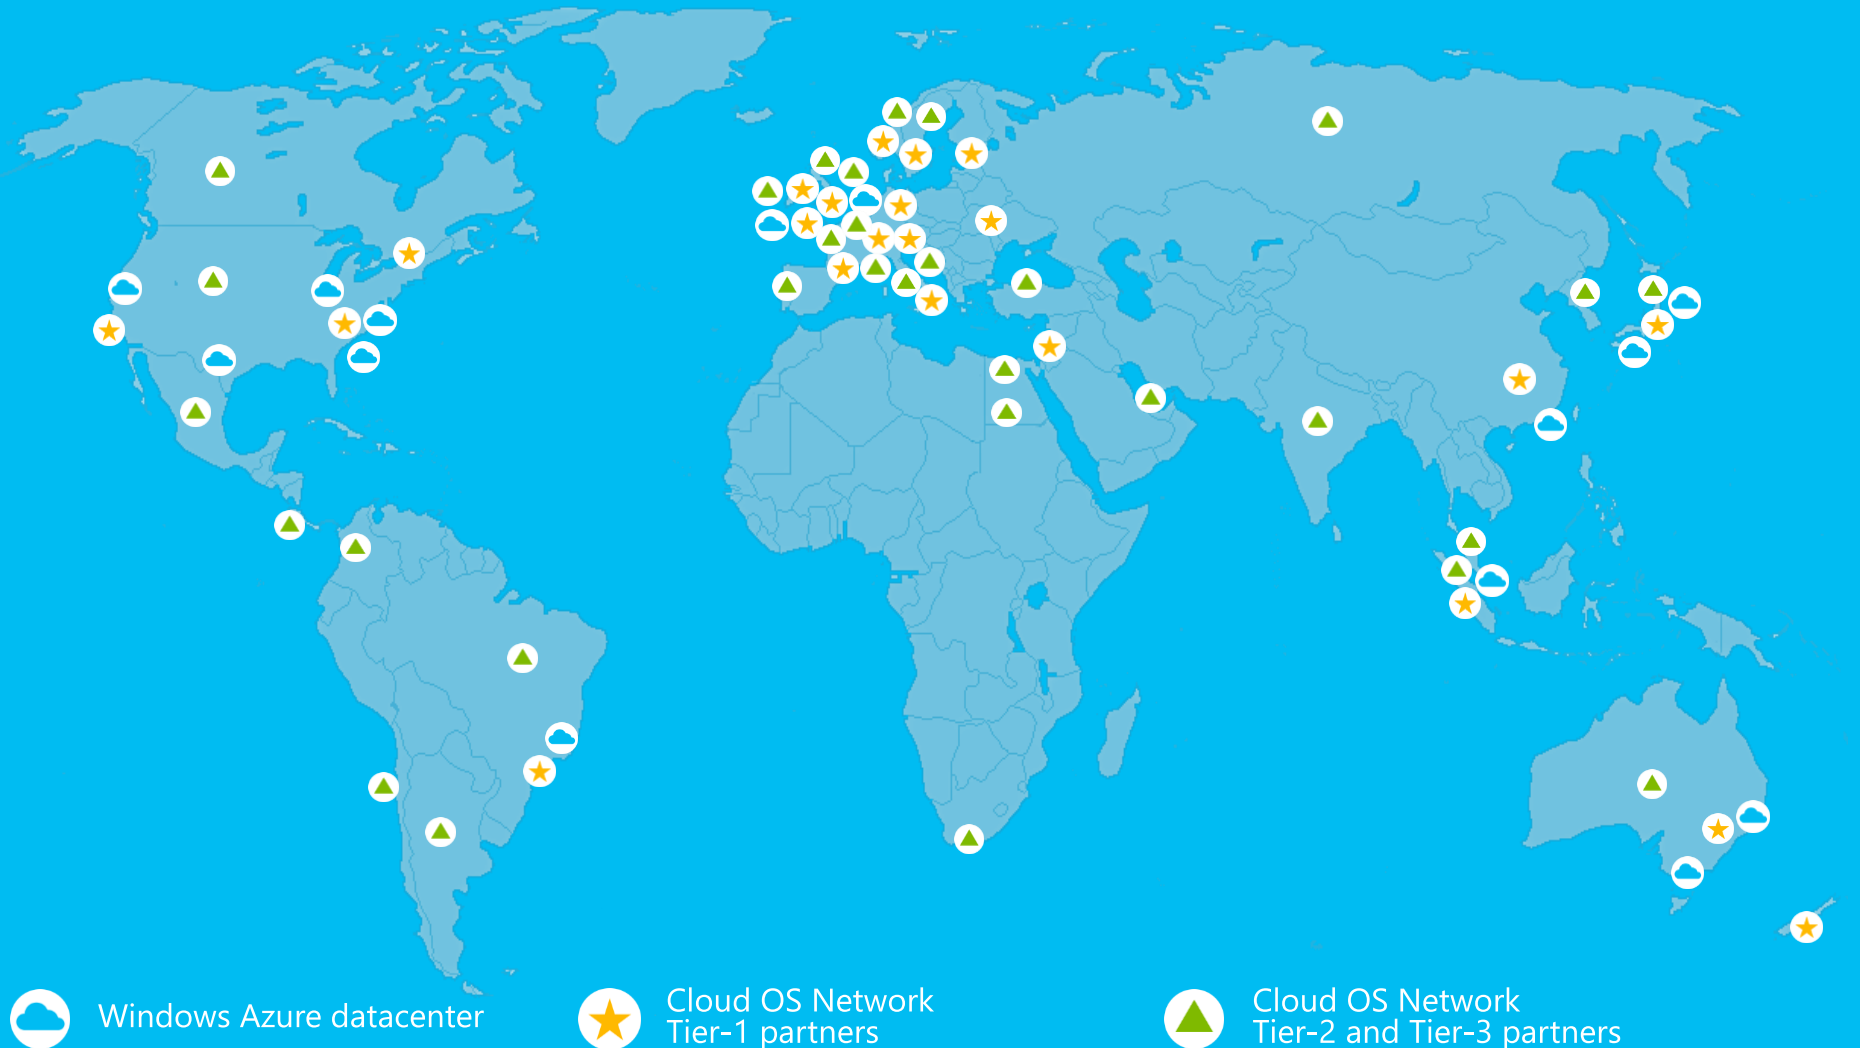 Windows Azure datacenter
Cloud OS Network
Tier-1 partners
Cloud OS Network
Tier-2 and Tier-3 partners